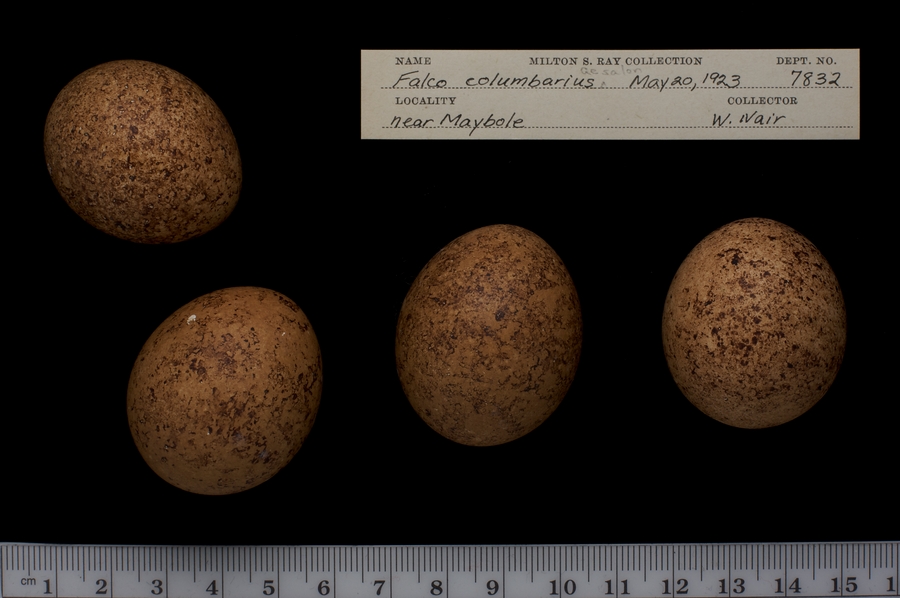 NAME MILTON S. RAY COLLECTION DEPT. NO.
aesalon
Falco columbarius. May 20, 1923 7832
LOCALITY COLLECTOR
near Maybole W. Nair
cm 1 2 3 4 5 6 7 8 9 10 11 12 13 14 15 1